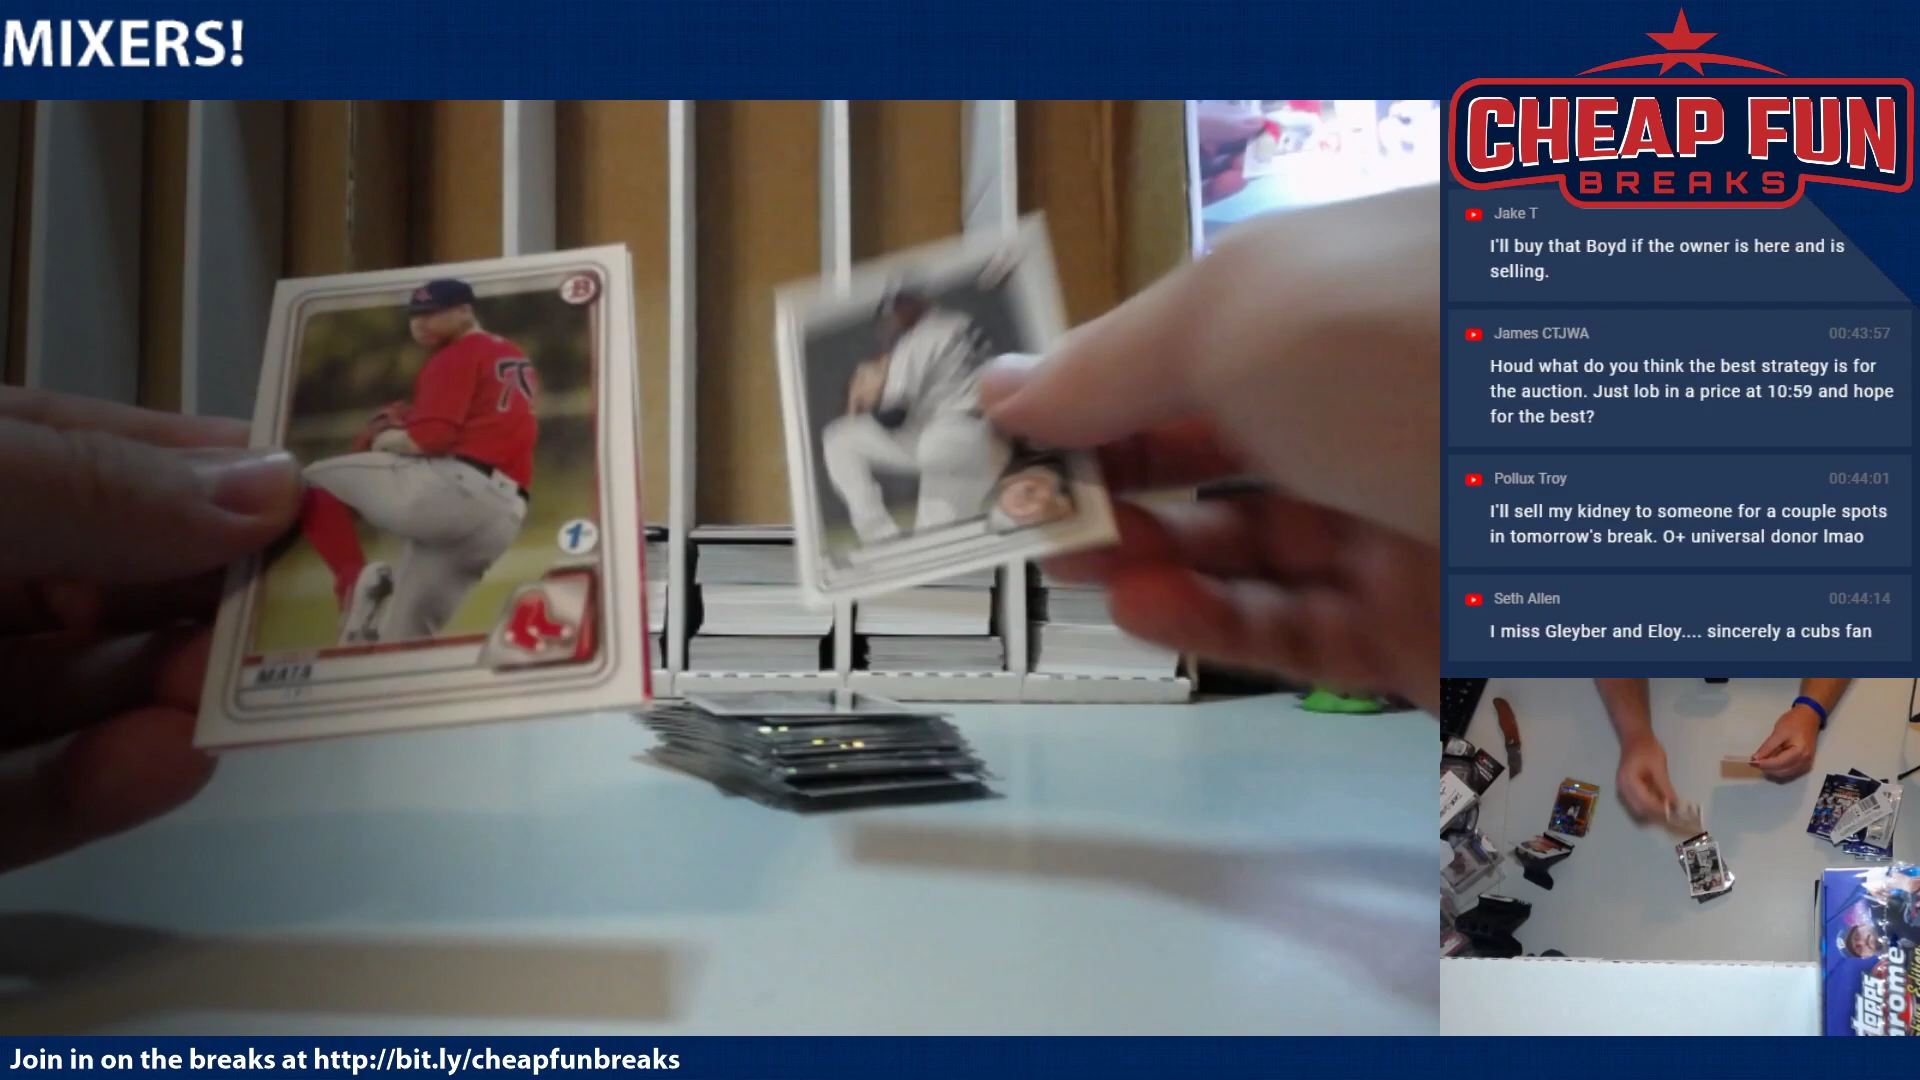 MIXERS!
CHEAP FUN
BREAKS
Jake T
I'll buy that Boyd if the owner is here and is
selling.
James CTJWA 00:43:57
Houd what do you think the best strategy is for
the auction. Just lob in a price at 10:59 and hope
for the best?
Pollux Troy 00:44:01
I'll sell my kidney to someone for a couple spots
in tomorrow's break. O+ universal donor lmao
Seth Allen 00:44:14
I miss Gleyber and Eloy.... sincerely a cubs fan
B
70
1st
MATA
TOPPS
Chrome
Join in on the breaks at http://bit.ly/cheapfunbreaks